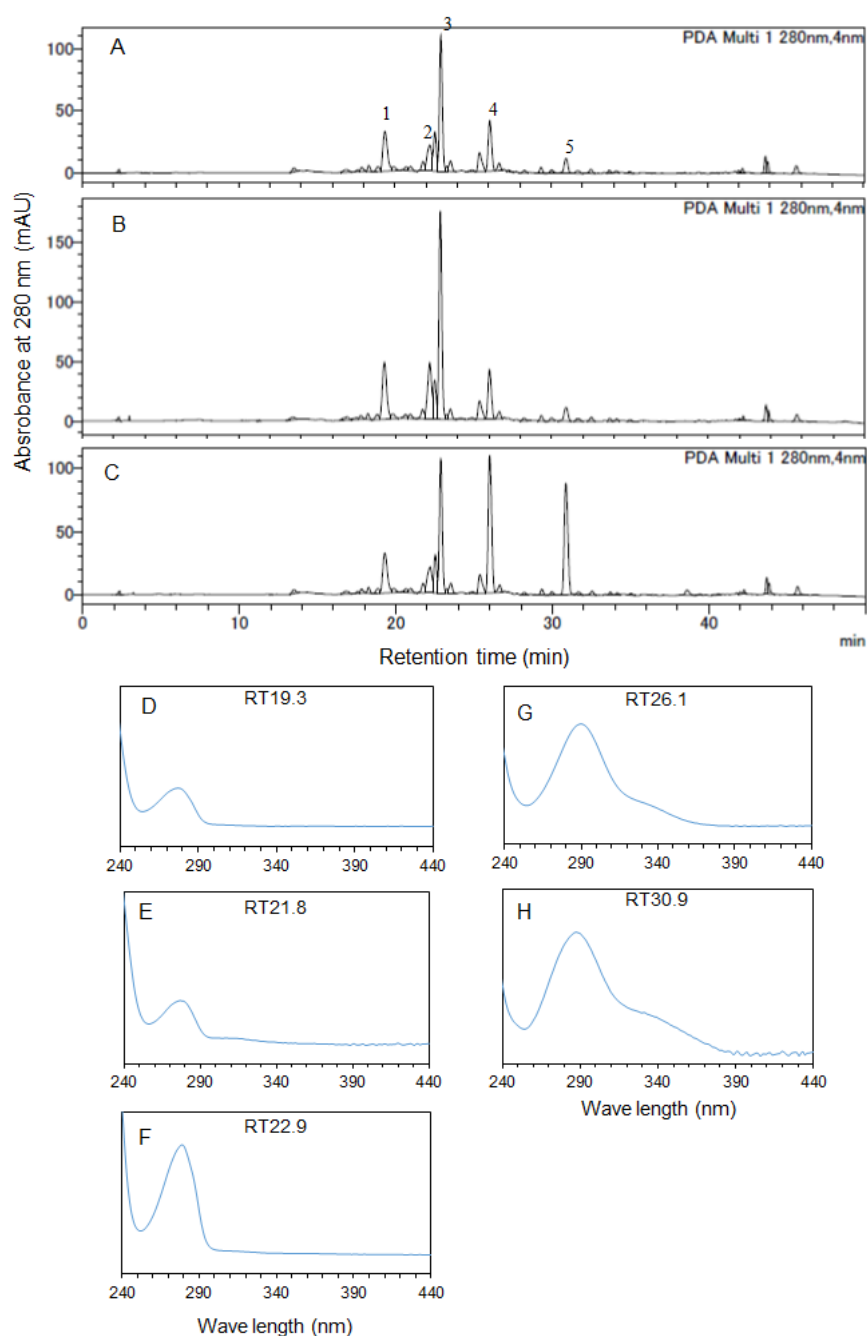 A
PDA Multi 1 280nm,4nm
3
1
2
4
5
100
50
0
B
PDA Multi 1 280nm,4nm
150
100
50
0
C
PDA Multi 1 280nm,4nm
100
50
0
Absrobance at 280 nm (mAU)
0 10 20 30 40
min
Retention time (min)
D
RT19.3
240 290 340 390 440
G
RT26.1
240 290 340 390 440
E
RT21.8
240 290 390 440
H
RT30.9
240 290 340 390 440
Wave length (nm)
F
RT22.9
240 290 340 390 440
Wave length (nm)